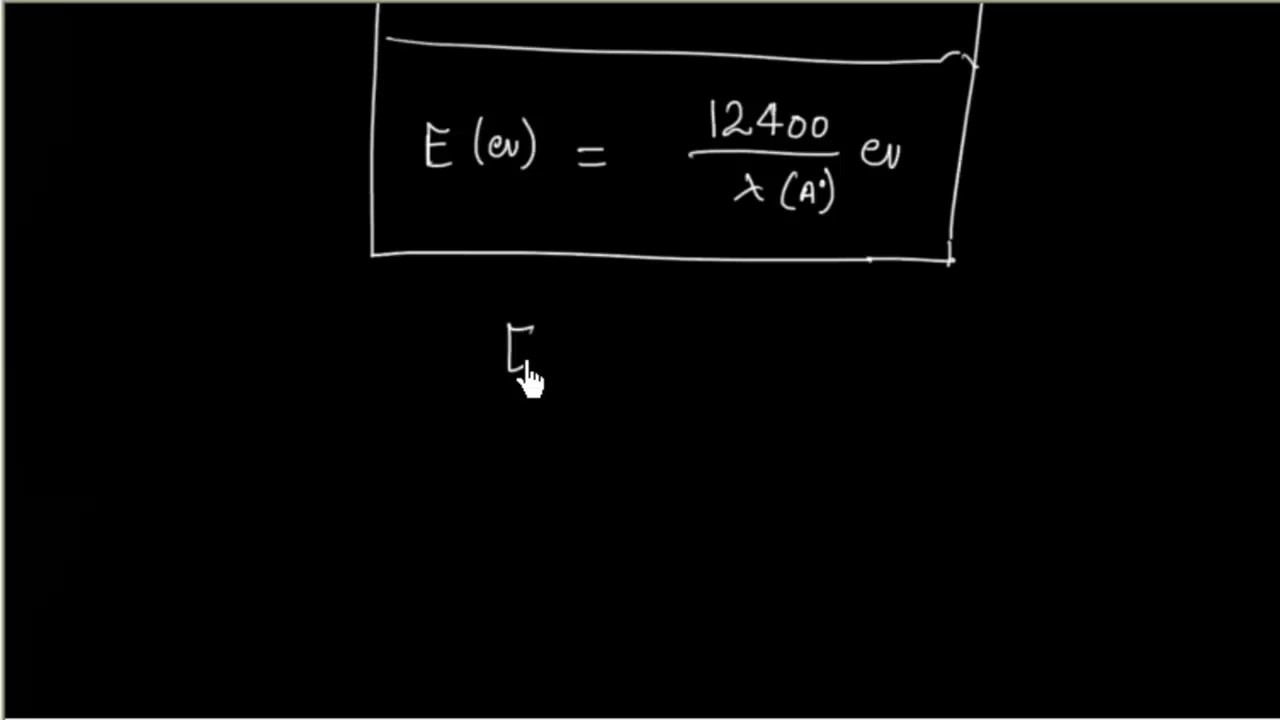 E (ev) = 12400 / λ (A°) ev